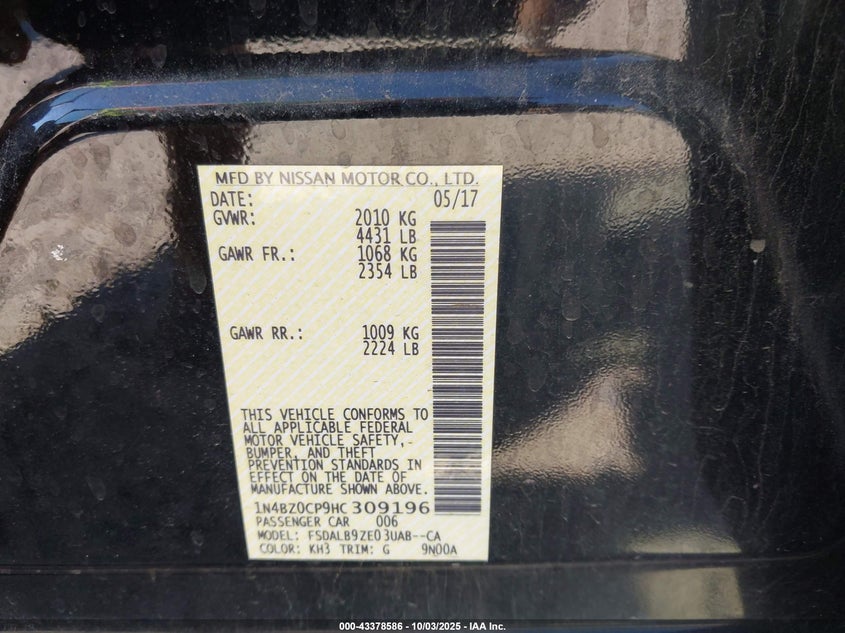 MFD BY NISSAN MOTOR CO., LTD.
DATE: 05/17
GVWR: 2010 KG
4431 LB
GAWR FR.: 1068 KG
2354 LB
GAWR RR.: 1009 KG
2224 LB
THIS VEHICLE CONFORMS TO
ALL APPLICABLE FEDERAL
MOTOR VEHICLE SAFETY,
BUMPER, AND THEFT
PREVENTION STANDARDS IN
EFFECT ON THE DATE OF
MANUFACTURE SHOWN ABOVE.
1N4BZ0CP9HC 309196
PASSENGER CAR 006
MODEL: FSDALB9ZE03UAB--CA
COLOR: KH3 TRIM: G 9N00A
000-43378586 - 10/03/2025 - IAA Inc.